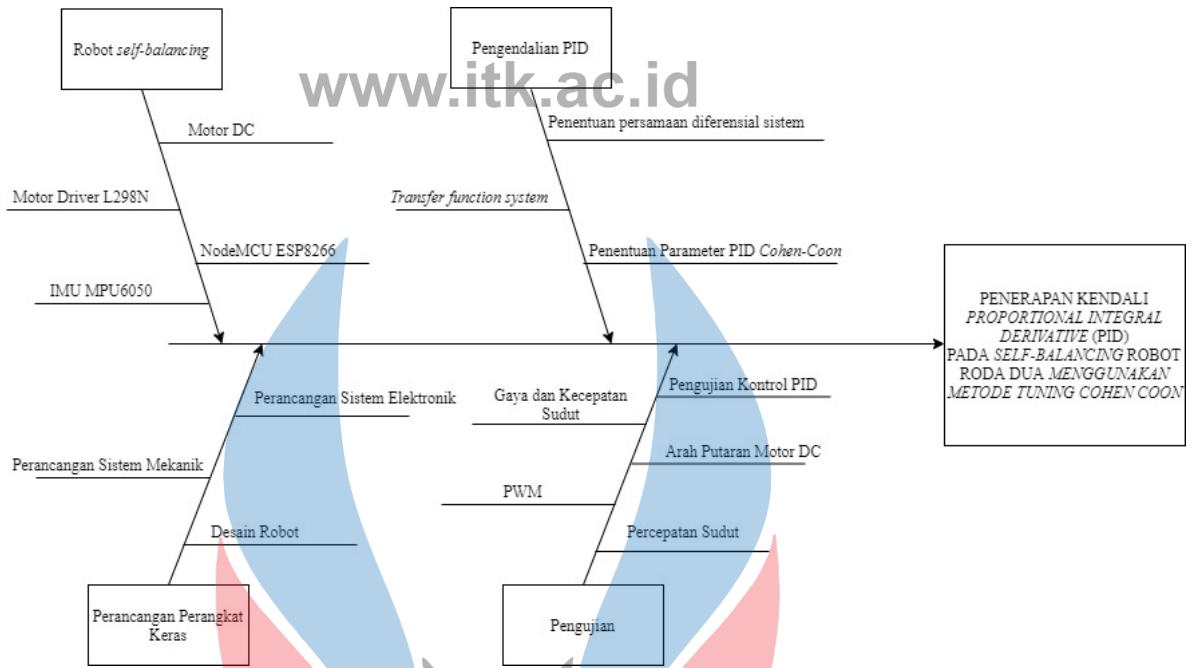 Robot self-balancing
Pengendalian PID
www.itk.ac.id
Motor DC
Penentuan persamaan diferensial sistem
Motor Driver L298N
Transfer function system
NodeMCU ESP8266
Penentuan Parameter PID Cohen-Coon
IMU MPU6050
PENERAPAN KENDALI
PROPORTIONAL INTEGRAL
DERIVATIVE (PID)
PADA SELF-BALANCING ROBOT
RODA DUA MENGGUNAKAN
METODE TUNING COHEN COON
Perancangan Sistem Elektronik
Gaya dan Kecepatan
Sudut
Pengujian Kontrol PID
Perancangan Sistem Mekanik
Arah Putaran Motor DC
PWM
Desain Robot
Percepatan Sudut
Perancangan Perangkat
Keras
Pengujian